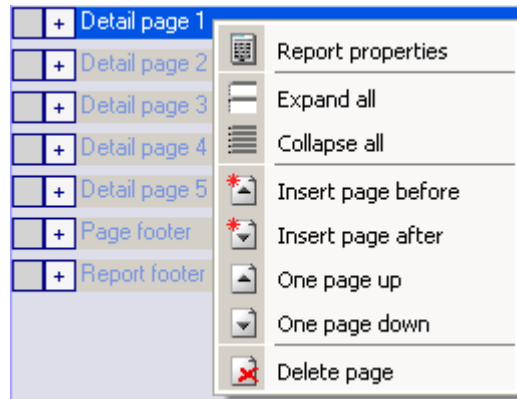 Detail page 1
Detail page 2
Detail page 3
Detail page 4
Detail page 5
Page footer
Report footer
Report properties
Expand all
Collapse all
Insert page before
Insert page after
One page up
One page down
Delete page